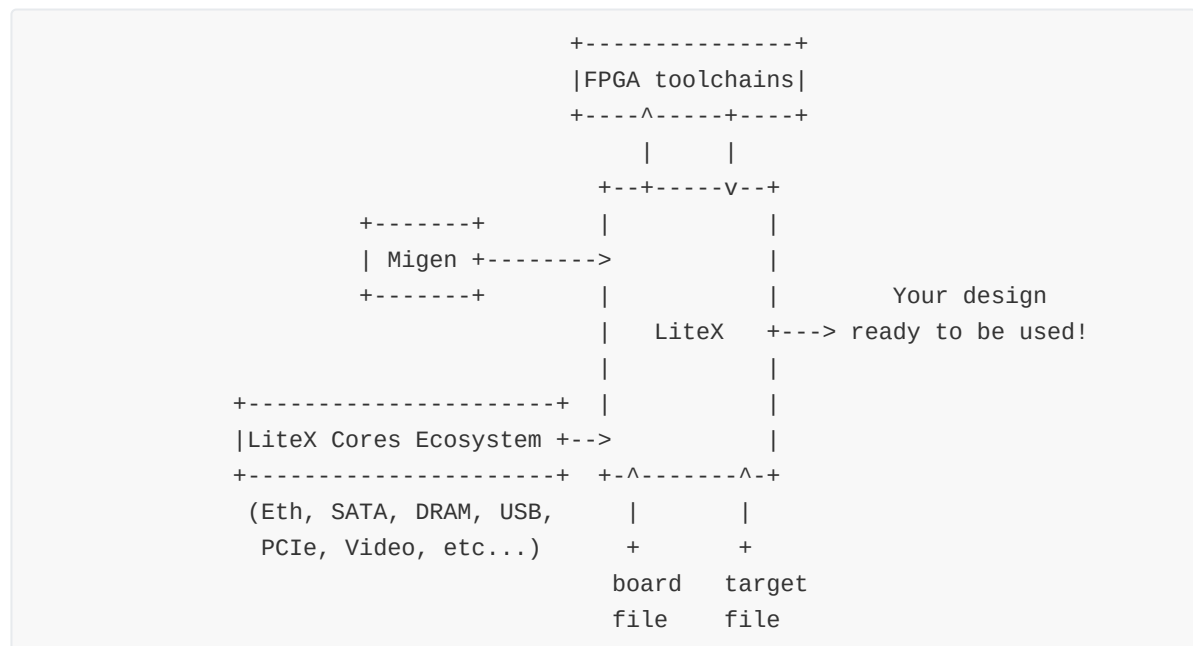 +---------------+
|FPGA toolchains|
+----^-----+----+
|     |
+--+-----v--+
+-------+       |          |
| Migen +-------->          |
+-------+       |          |       Your design
|   LiteX   +---> ready to be used!
|          |
+----------------------+  |          |
|LiteX Cores Ecosystem +-->          |
+----------------------+  +-^-------^-+
(Eth, SATA, DRAM, USB,     |       |
PCIe, Video, etc...)     +       +
board   target
file    file